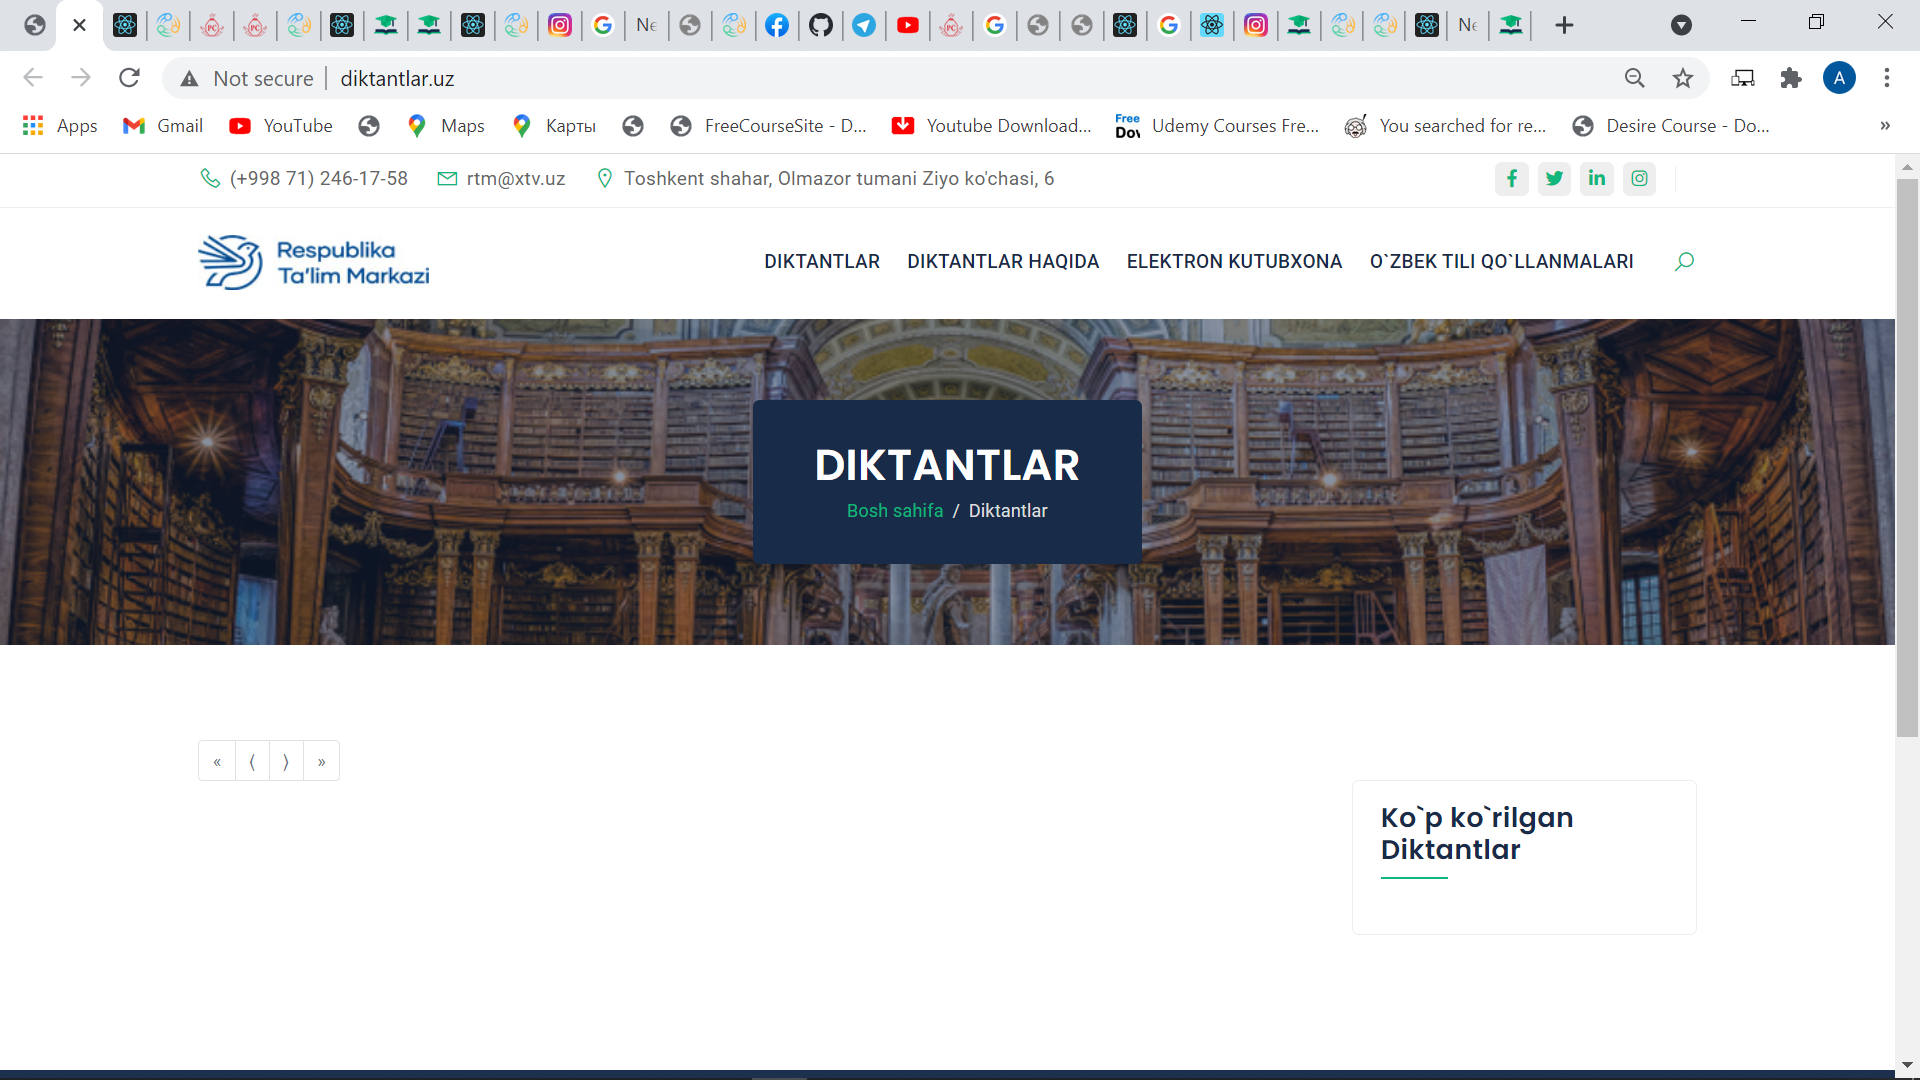 Ne
Ne
Not secure
diktantlar.uz
A
Apps
Gmail
YouTube
Maps
Карты
FreeCourseSite - D...
Youtube Download...
Free
Udemy Courses Fre...
You searched for re...
Desire Course - Do...
»
(+998 71) 246-17-58
rtm@xtv.uz
Toshkent shahar, Olmazor tumani Ziyo ko'chasi, 6
Respublika
Ta'lim Markazi
DIKTANTLAR
DIKTANTLAR HAQIDA
ELEKTRON KUTUBXONA
O`ZBEK TILI QO`LLANMALARI
DIKTANTLAR
Bosh sahifa / Diktantlar
« ⟨ ⟩ »
Ko`p ko`rilgan
Diktantlar